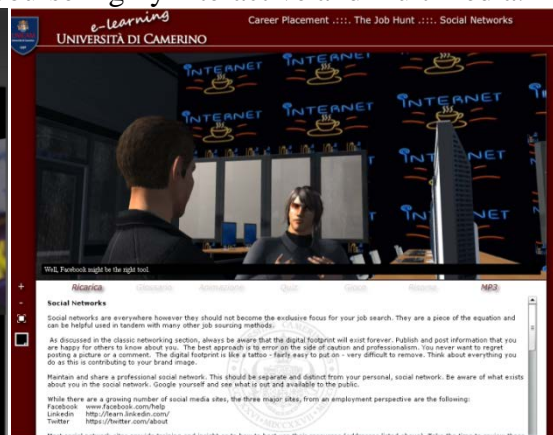 e-learning
UNIVERSITÀ DI CAMERINO
Career Placement .:::. The Job Hunt .:::. Social Networks
INTERNET
INTERNET
INTERNET
INTERNET
INTERNET
INTERNET
Well, Facebook might be the right tool.
Ricarica Glossario Animazione Quiz Gioco Risorse MP3
Social Networks
Social networks are everywhere however they should not become the exclusive focus for your job search. They are a piece of the equation and
can be helpful used in tandem with many other job sourcing methods.
As discussed in the classic networking section, always be aware that the digital footprint will exist forever. Publish and post information that you
are happy for others to know about you. The best approach is to error on the side of caution and professionalism. You never want to regret
posting a picture or a comment. The digital footprint is like a tattoo - fairly easy to put on - very difficult to remove. Think about everything you
do as this is contributing to your brand image.
Maintain and share a professional social network. This should be separate and distinct from your personal, social network. Be aware of what exists
about you in the social network. Google yourself and see what is out and available to the public.
While there are a growing number of social media sites, the three major sites, from an employment perspective are the following:
Facebook www.facebook.com/help
Linkedin http://learn.linkedin.com/
Twitter https://twitter.com/about